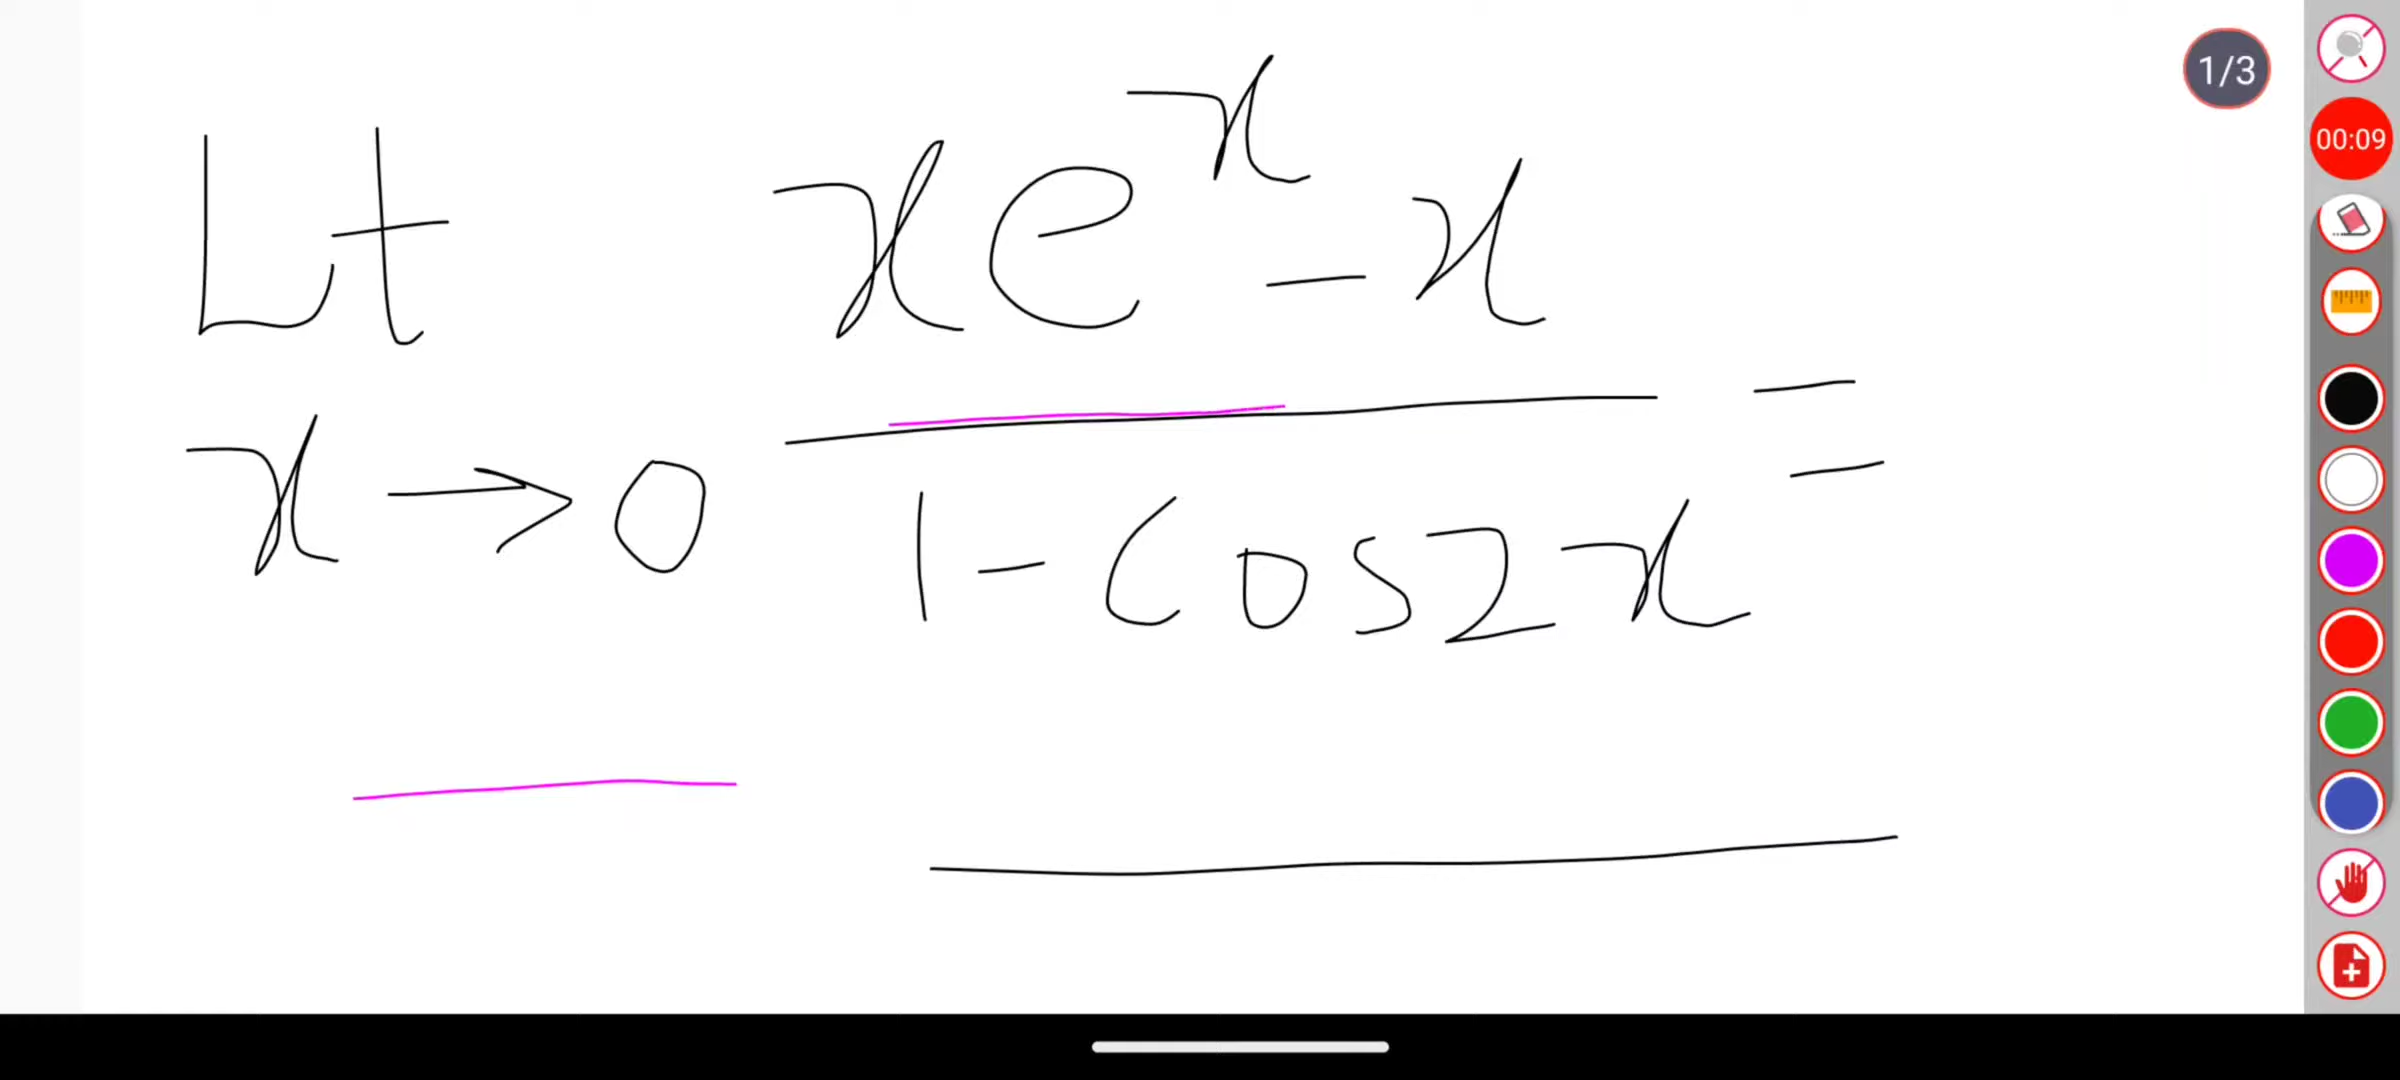 Lt xe^x - x
x → 0 1 - Cos2x =
1/3
00:09